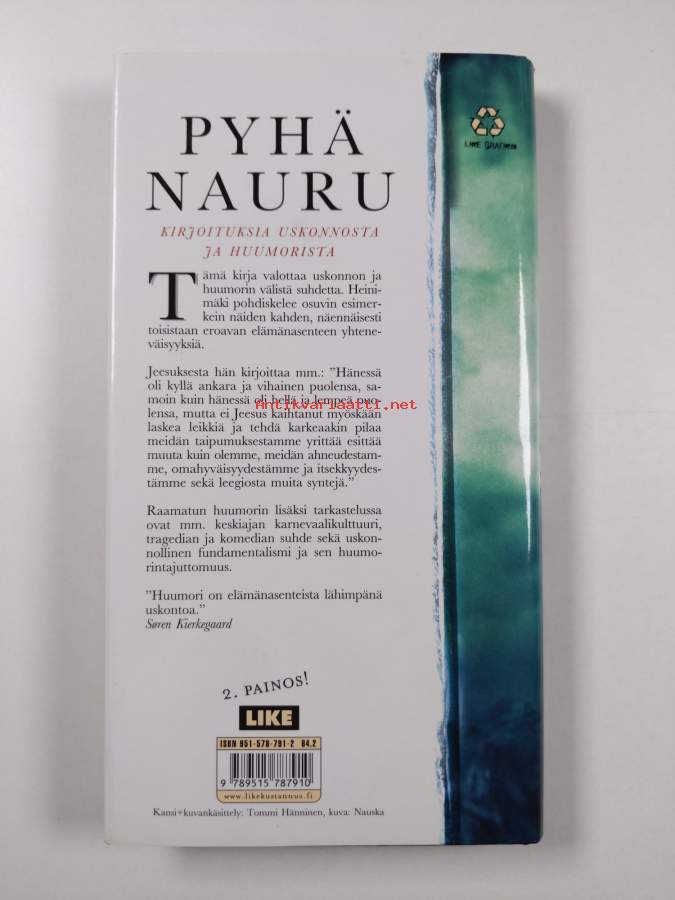 PYHÄ
NAURU
KIRJOITUKSIA USKONNOSTA
JA HUUMORISTA
Tämä kirja valottaa uskonnon ja
huumorin välistä suhdetta. Heini-
mäki pohdiskelee osuvin esimer-
kein näiden kahden, näennäisesti
toisistaan eroavan elämänasenteen yhtene-
väisyyksiä.
Jeesuksesta hän kirjoittaa mm.: ”Hänessä
oli kyllä ankara ja vihainen puolensa, sa-
moin kuin hänessä oli hellä ja lempeä puo-
lensa, mutta ei Jeesus kaihtanut myöskään
laskea leikkiä ja tehdä karkeaakin pilaa
meidän taipumuksestamme yrittää esittää
muuta kuin olemme, meidän ahneudestam-
me, omahyväisyydestämme ja itsekkyydes-
tämme sekä leegiosta muita syntejä.”
Raamatun huumorin lisäksi tarkastelussa
ovat mm. keskiajan karnevaalikulttuuri,
tragedian ja komedian suhde sekä uskon-
nollinen fundamentalismi ja sen huumo-
rintajuttomuus.
”Huumori on elämänasenteista lähimpänä
uskontoa.”
Søren Kierkegaard
2. PAINOS!
LIKE
ISBN 951-578-791-2 84.2
9 789515 787910
www.likekustannus.fi
Kansi+kuvankäsittely: Tommi Hänninen, kuva: Nauska
Antikvariaatti.net